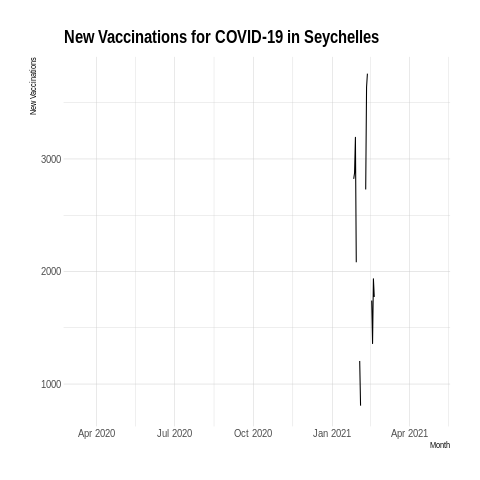 New Vaccinations for COVID-19 in Seychelles
New Vaccinations
3000
2000
1000
Apr 2020
Jul 2020
Oct 2020
Jan 2021
Apr 2021
Month